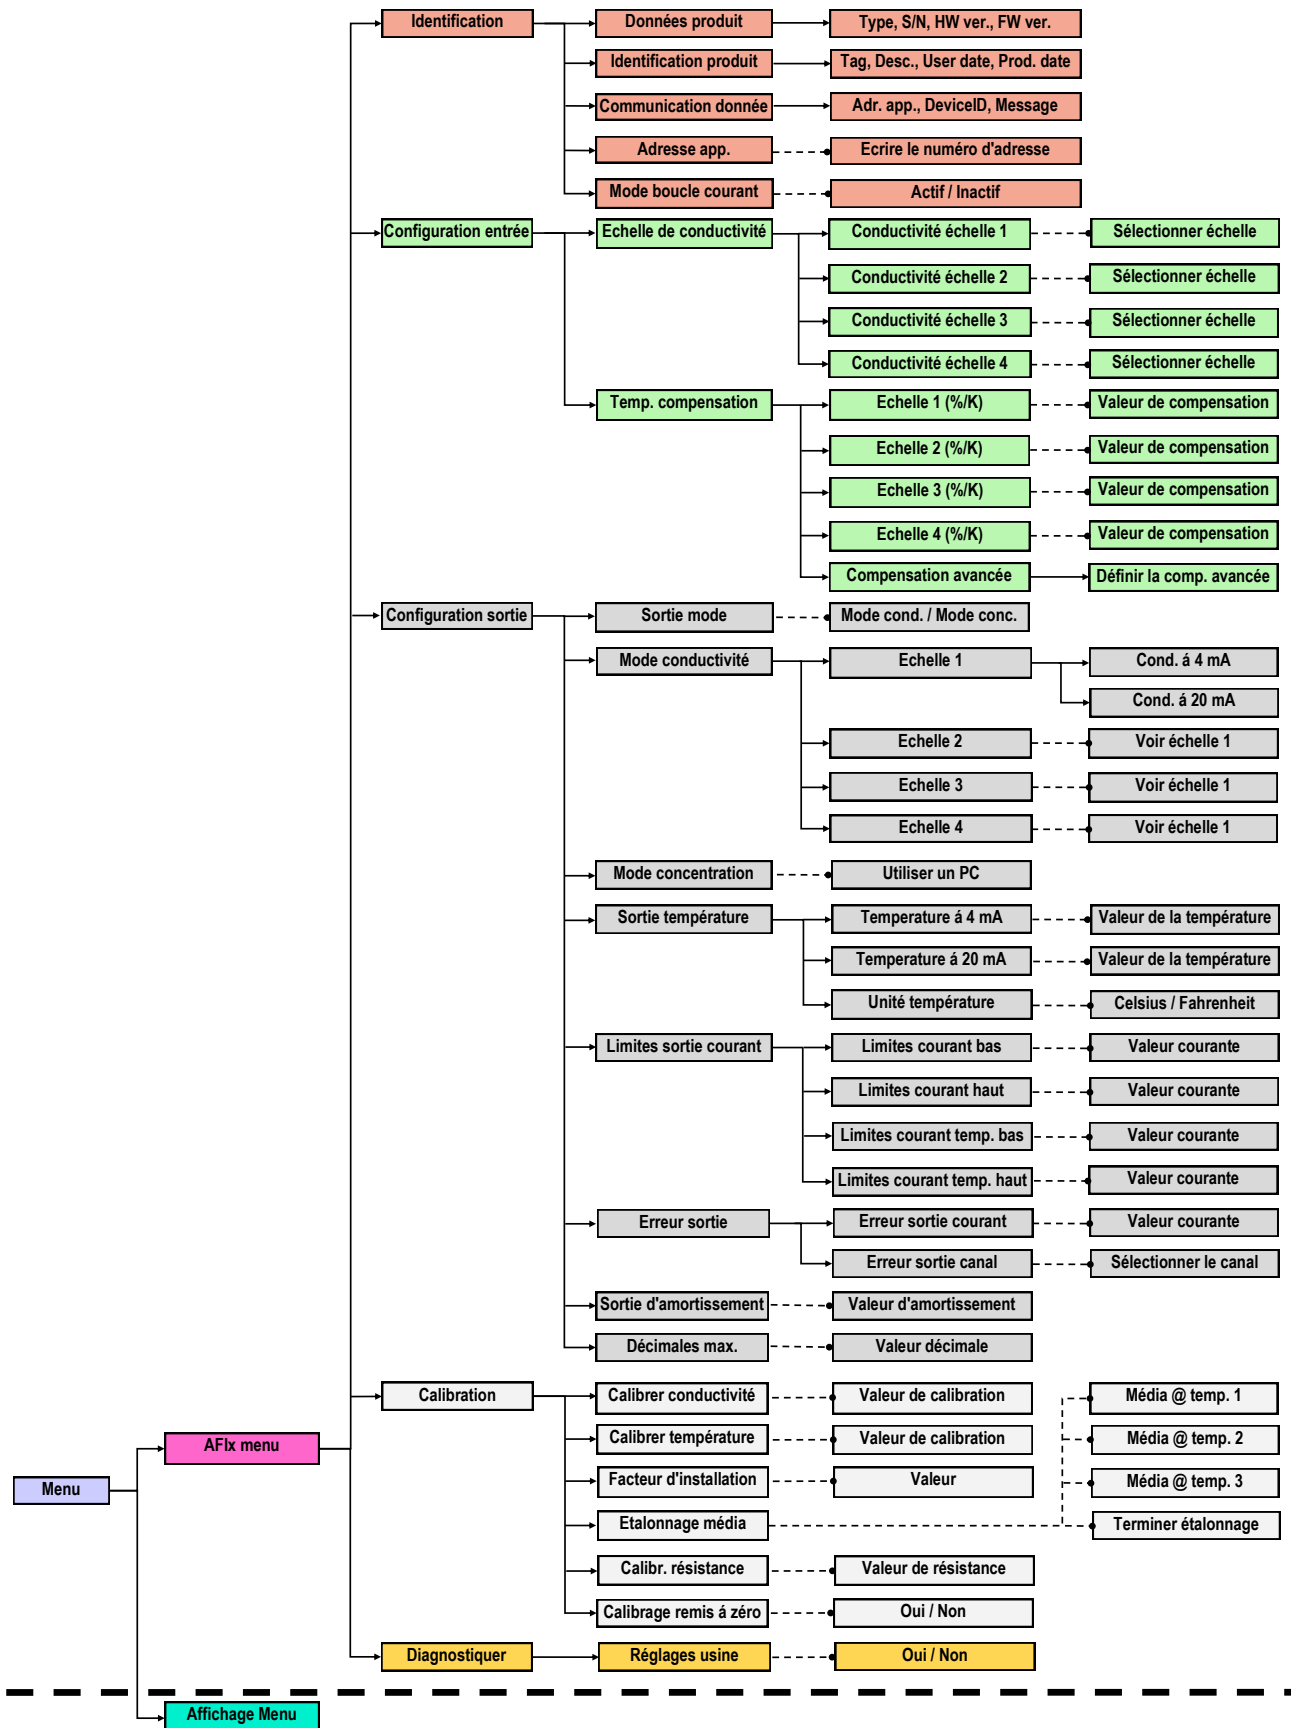 Identification
Données produit
Type, S/N, HW ver., FW ver.
Identification produit
Tag, Desc., User date, Prod. date
Communication donnée
Adr. app., DeviceID, Message
Adresse app.
Ecrire le numéro d'adresse
Mode boucle courant
Actif / Inactif
Configuration entrée
Echelle de conductivité
Conductivité échelle 1
Sélectionner échelle
Conductivité échelle 2
Sélectionner échelle
Conductivité échelle 3
Sélectionner échelle
Conductivité échelle 4
Sélectionner échelle
Temp. compensation
Echelle 1 (%/K)
Valeur de compensation
Echelle 2 (%/K)
Valeur de compensation
Echelle 3 (%/K)
Valeur de compensation
Echelle 4 (%/K)
Valeur de compensation
Compensation avancée
Définir la comp. avancée
Configuration sortie
Sortie mode
Mode cond. / Mode conc.
Mode conductivité
Echelle 1
Cond. á 4 mA
Cond. á 20 mA
Echelle 2
Voir échelle 1
Echelle 3
Voir échelle 1
Echelle 4
Voir échelle 1
Mode concentration
Utiliser un PC
Sortie température
Temperature á 4 mA
Valeur de la température
Temperature á 20 mA
Valeur de la température
Unité température
Celsius / Fahrenheit
Limites sortie courant
Limites courant bas
Valeur courante
Limites courant haut
Valeur courante
Limites courant temp. bas
Valeur courante
Limites courant temp. haut
Valeur courante
Erreur sortie
Erreur sortie courant
Valeur courante
Erreur sortie canal
Sélectionner le canal
Sortie d'amortissement
Valeur d'amortissement
Décimales max.
Valeur décimale
Calibration
Calibrer conductivité
Valeur de calibration
Média @ temp. 1
AFIx menu
Calibrer température
Valeur de calibration
Média @ temp. 2
Menu
Facteur d'installation
Valeur
Média @ temp. 3
Etalonnage média
Terminer étalonnage
Calibr. résistance
Valeur de résistance
Calibrage remis á zéro
Oui / Non
Diagnostiquer
Réglages usine
Oui / Non
Affichage Menu